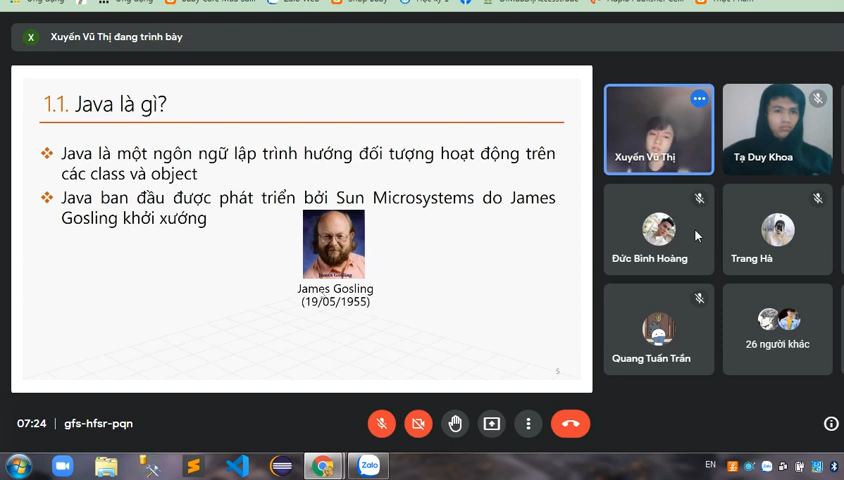 X Xuyến Vũ Thị đang trình bày
1.1. Java là gì?
Java là một ngôn ngữ lập trình hướng đối tượng hoạt động trên
các class và object
Java ban đầu được phát triển bởi Sun Microsystems do James
Gosling khởi xướng
James Gosling
(19/05/1955)
5
Xuyến Vũ Thị
Tạ Duy Khoa
Đức Bình Hoàng
Trang Hà
Quang Tuấn Trần
26 người khác
07:24 | gfs-hfsr-pqn
Zalo
EN